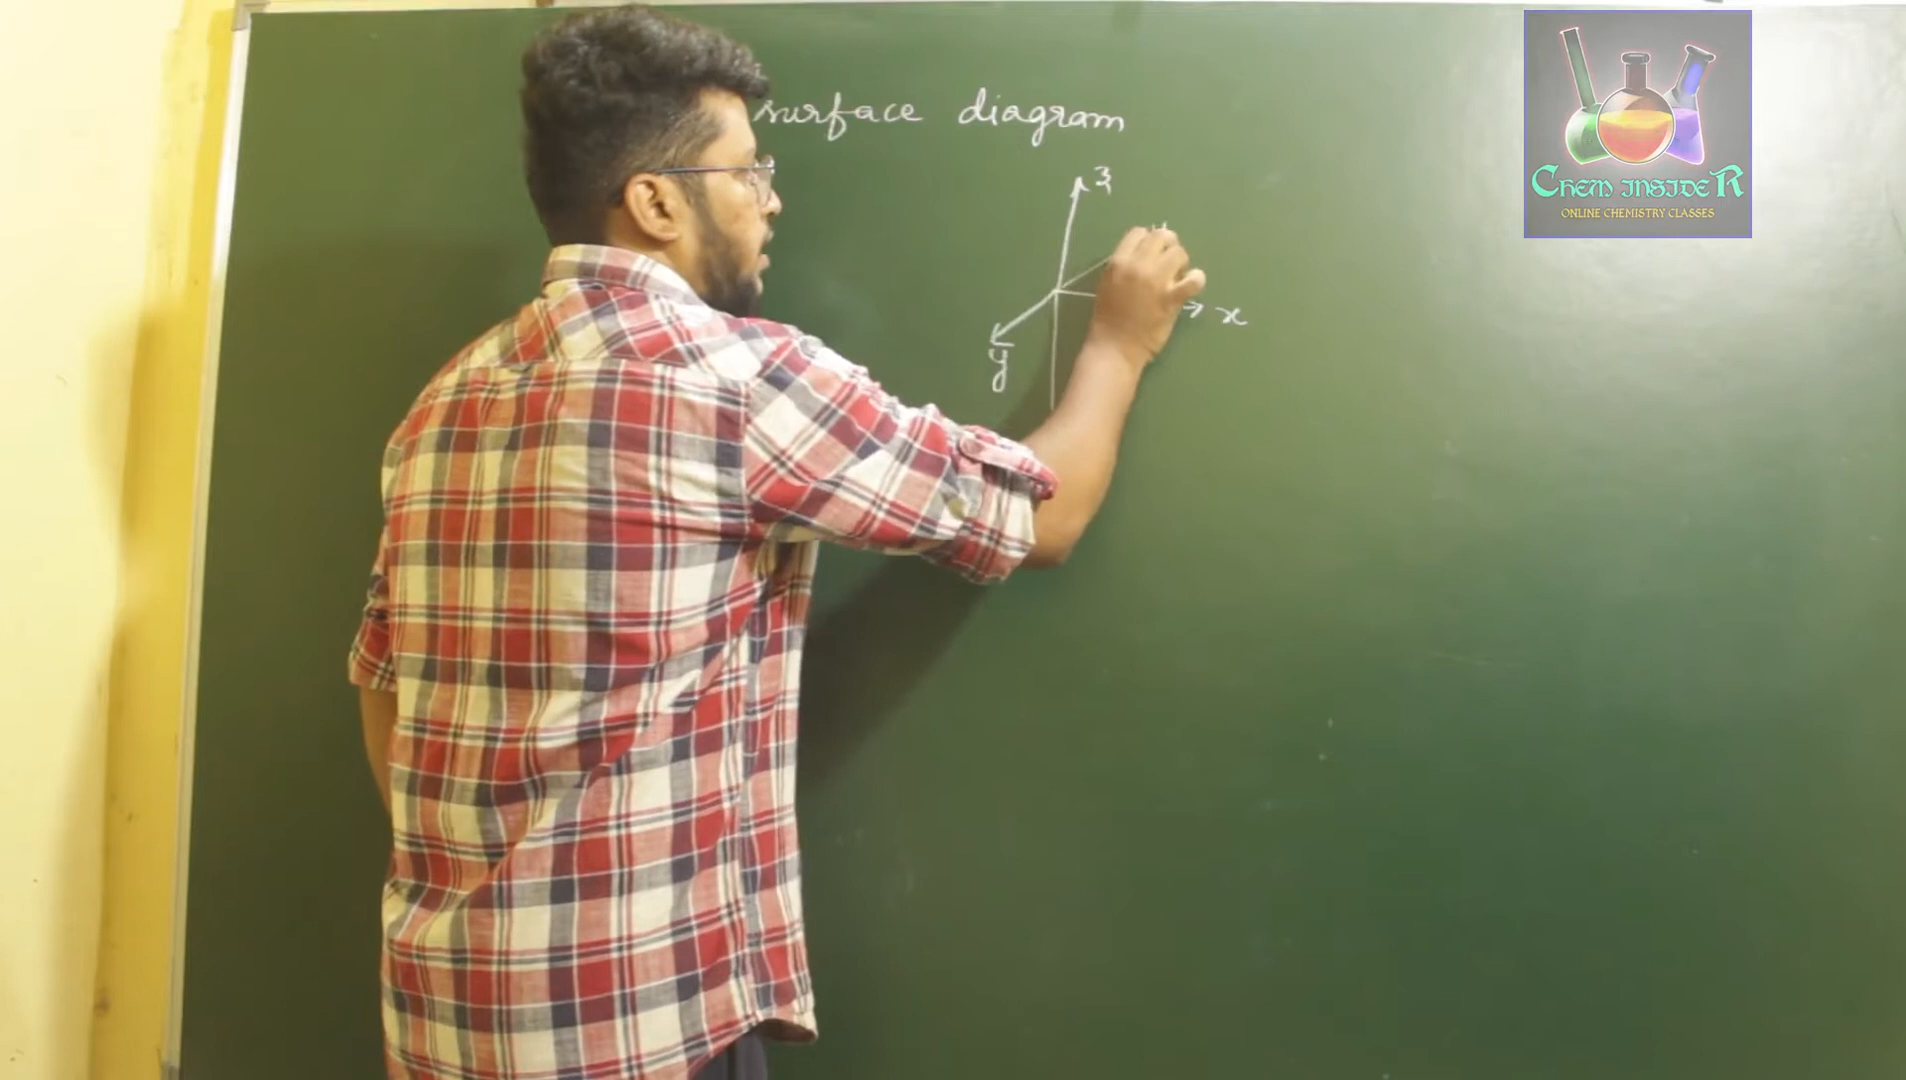 surface diagram
z
x
y
CHEM INSIDER
ONLINE CHEMISTRY CLASSES